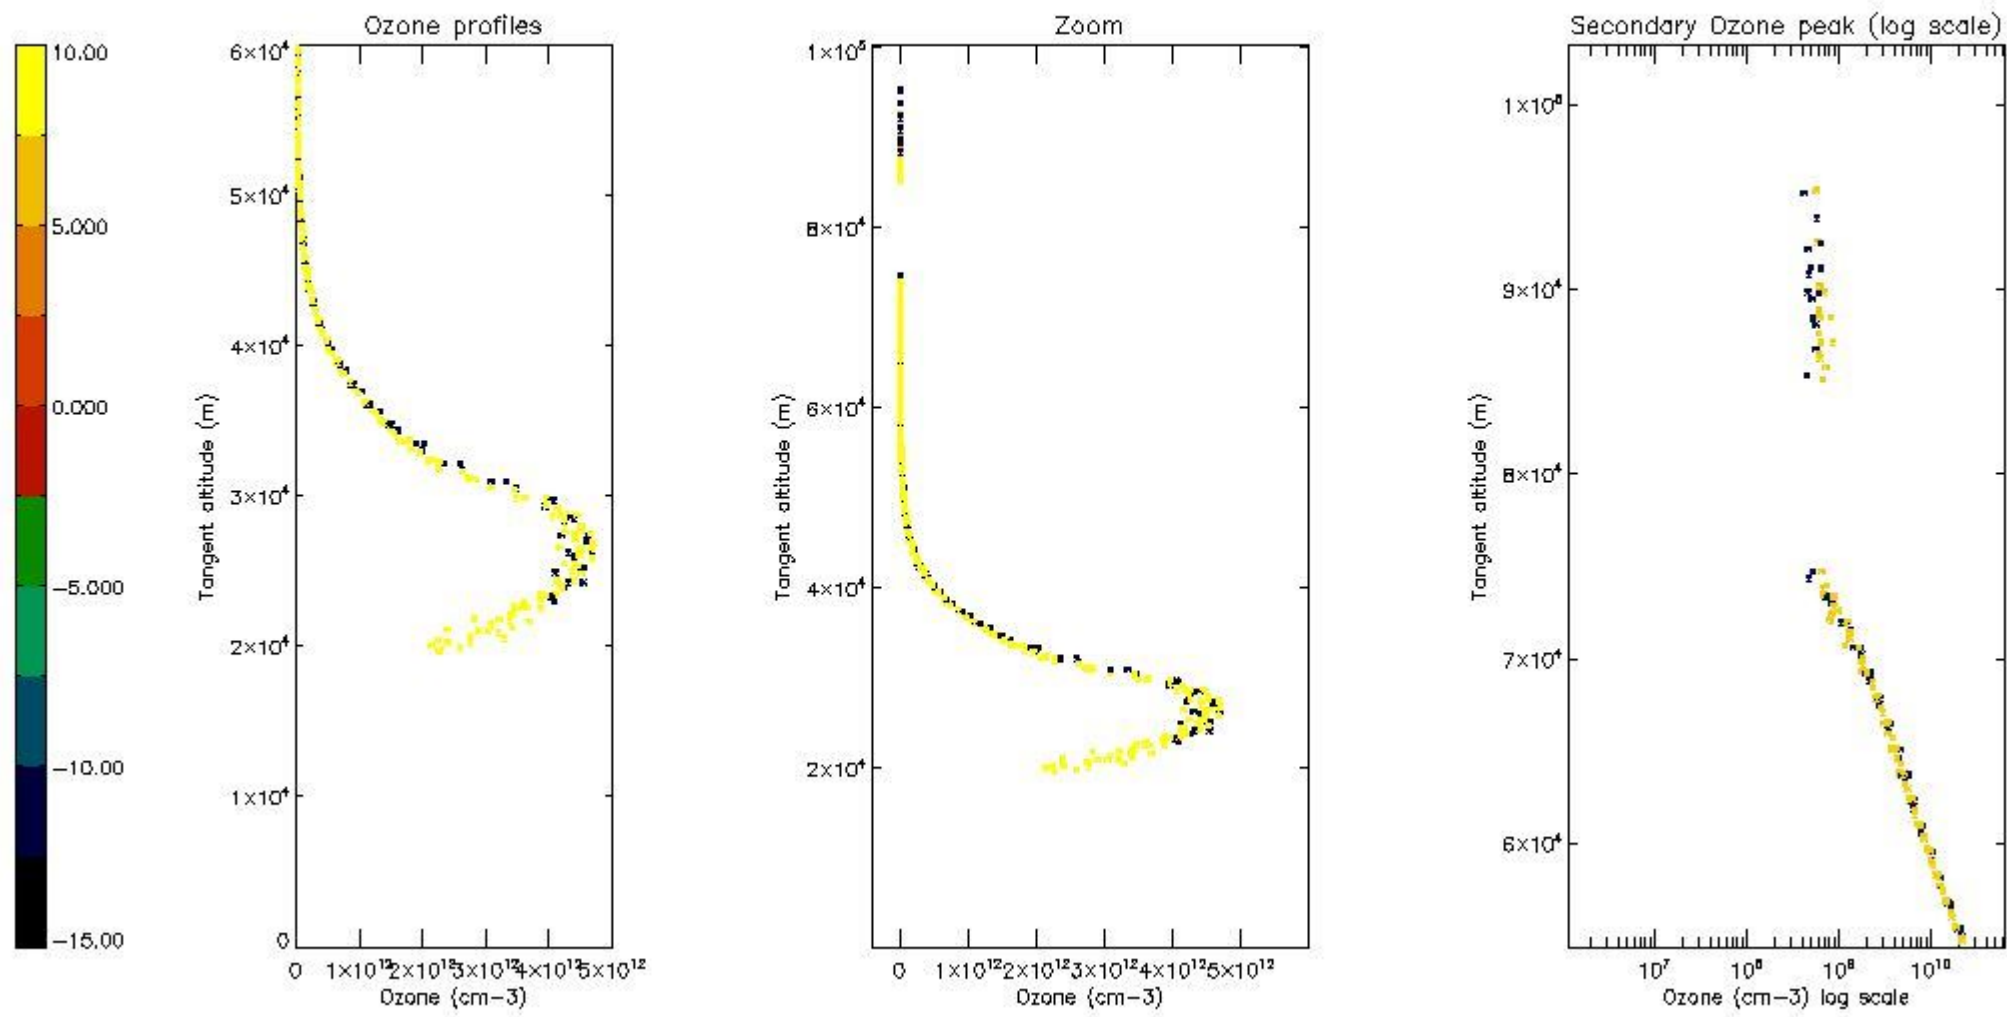 Ozone profiles
Zoom
Secondary Ozone peak (log scale)
10.00
5.000
0.000
−5.000
−10.00
−15.00
6×10⁴
5×10⁴
4×10⁴
3×10⁴
2×10⁴
1×10⁴
0
Tangent altitude (m)
0 1×10¹² 2×10¹² 3×10¹² 4×10¹² 5×10¹²
Ozone (cm−3)
1×10⁵
8×10⁴
6×10⁴
4×10⁴
2×10⁴
Tangent altitude (m)
0 1×10¹² 2×10¹² 3×10¹² 4×10¹² 5×10¹²
Ozone (cm−3)
1×10⁵
9×10⁴
8×10⁴
7×10⁴
6×10⁴
Tangent altitude (m)
10⁷ 10⁸ 10⁹ 10¹⁰
Ozone (cm−3) log scale